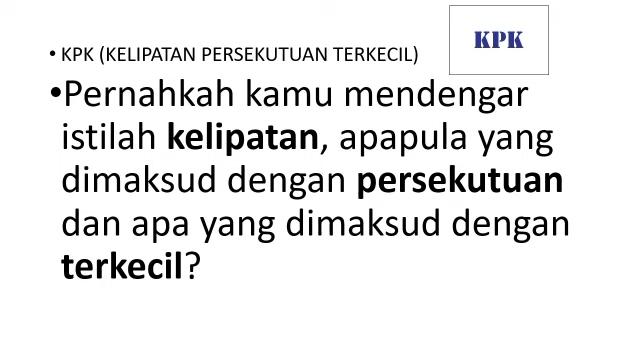 KPK
• KPK (KELIPATAN PERSEKUTUAN TERKECIL)
•Pernahkah kamu mendengar
istilah kelipatan, apapula yang
dimaksud dengan persekutuan
dan apa yang dimaksud dengan
terkecil?